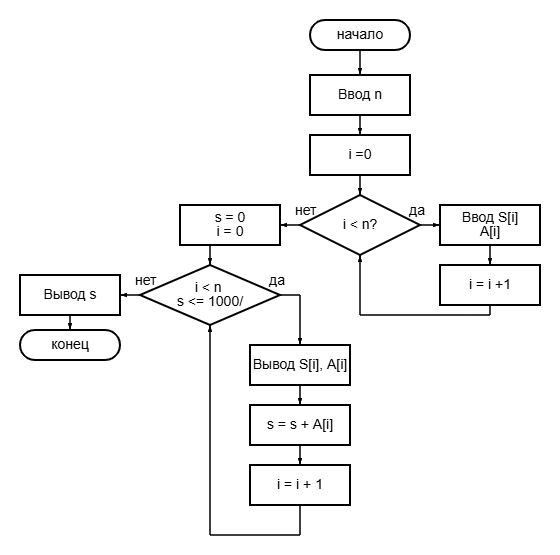 начало
Ввод n
i =0
i < n?
нет
да
Ввод S[i]
A[i]
i = i +1
s = 0
i = 0
i < n
s <= 1000/
нет
да
Вывод s
конец
Вывод S[i], A[i]
s = s + A[i]
i = i + 1